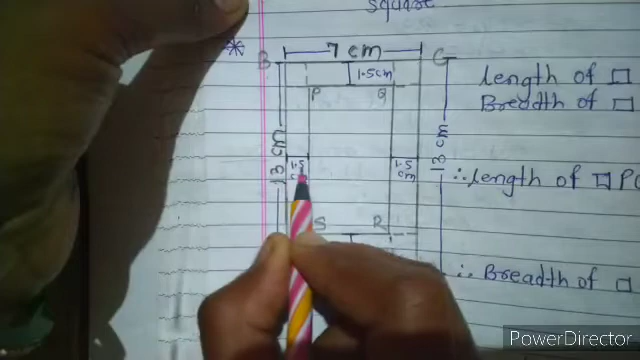 square
*
7 cm
B G
1.5cm
length of □
P Q
Breadth of □
13 cm
13 cm
1.5 cm
1.5 cm
∴length of □ PQ
S R
∴ Breadth of □
PowerDirector